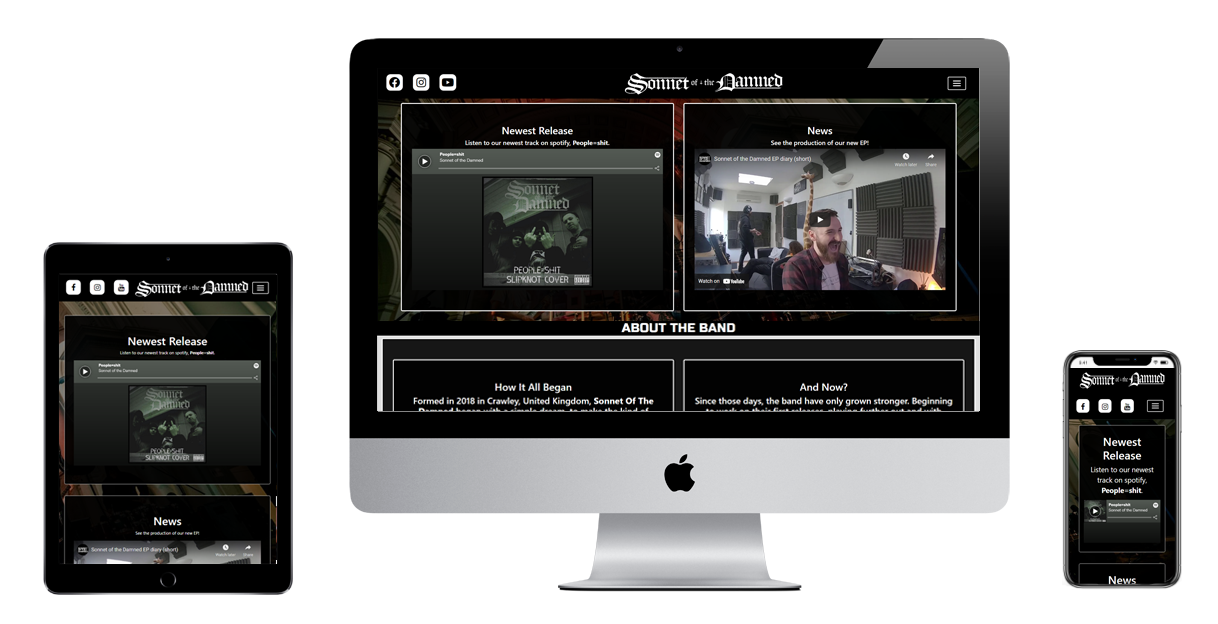 Sonnet of the Damned
Newest Release
Listen to our newest track on spotify, People=shit.
People=shit
Sonnet of the Damned
Sonnet
Damned
PEOPLE=SHIT
SLIPKNOT COVER
News
See the production of our new EP!
Sonnet of the Damned EP diary (short)
Watch later
Share
Watch on YouTube
ABOUT THE BAND
How It All Began
Formed in 2018 in Crawley, United Kingdom, Sonnet Of The
Damned began with a simple dream, to make the kind of
And Now?
Since those days, the band have only grown stronger. Beginning
to work on their first releases, playing further out and with
Sonnet of the Damned
Newest Release
Listen to our newest track on spotify, People=shit.
People=shit
Sonnet of the Damned
Sonnet
Damned
PEOPLE=SHIT
SLIPKNOT COVER
News
See the production of our new EP!
Sonnet of the Damned EP diary (short)
Watch later
Share
9:41
Sonnet of the Damned
Newest
Release
Listen to our newest
track on spotify,
People=shit.
People=shit
Sonnet of the Damned
News